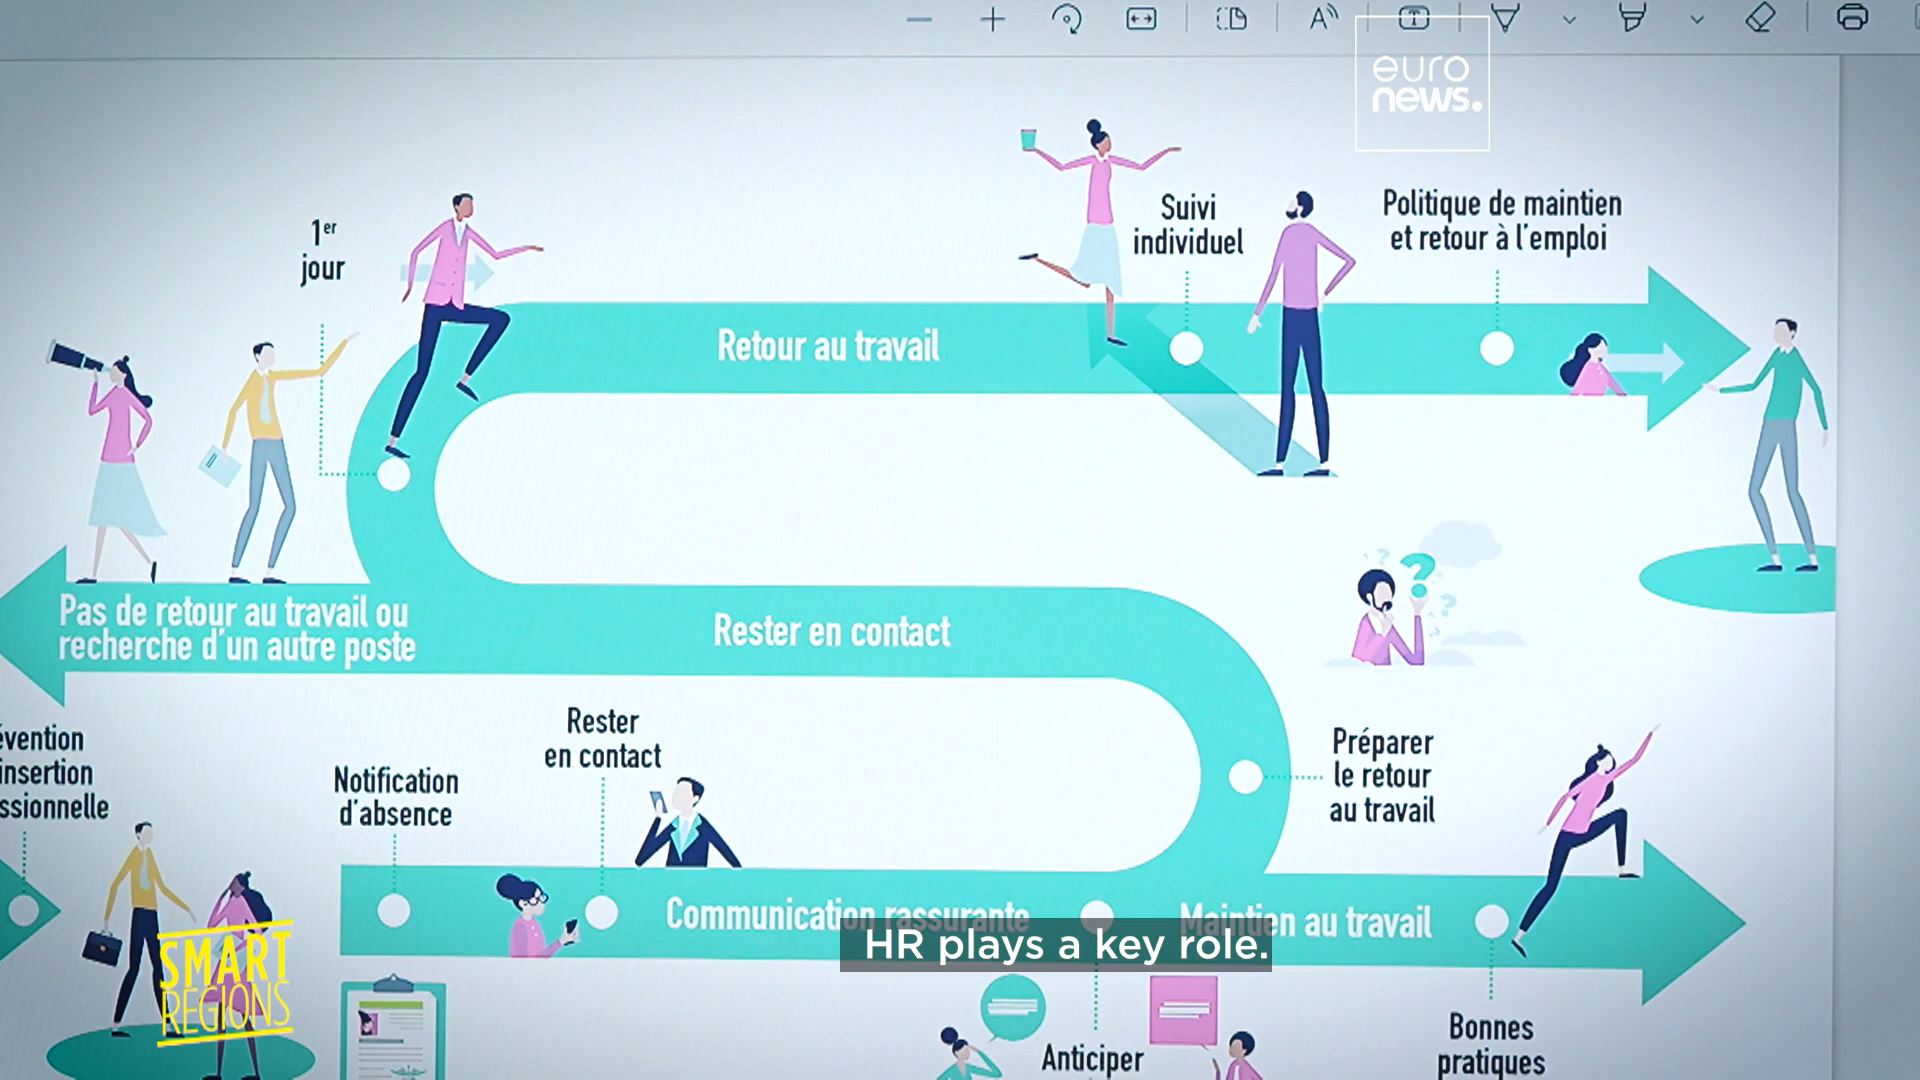 euro
news.
1er
jour
Suivi
individuel
Politique de maintien
et retour à l'emploi
Retour au travail
Pas de retour au travail ou
recherche d'un autre poste
Rester en contact
évention
insertion
ssionnelle
Notification
d'absence
Rester
en contact
Préparer
le retour
au travail
Communication rassurante
Maintien au travail
HR plays a key role.
SMART
REGIONS
Anticiper
Bonnes
pratiques